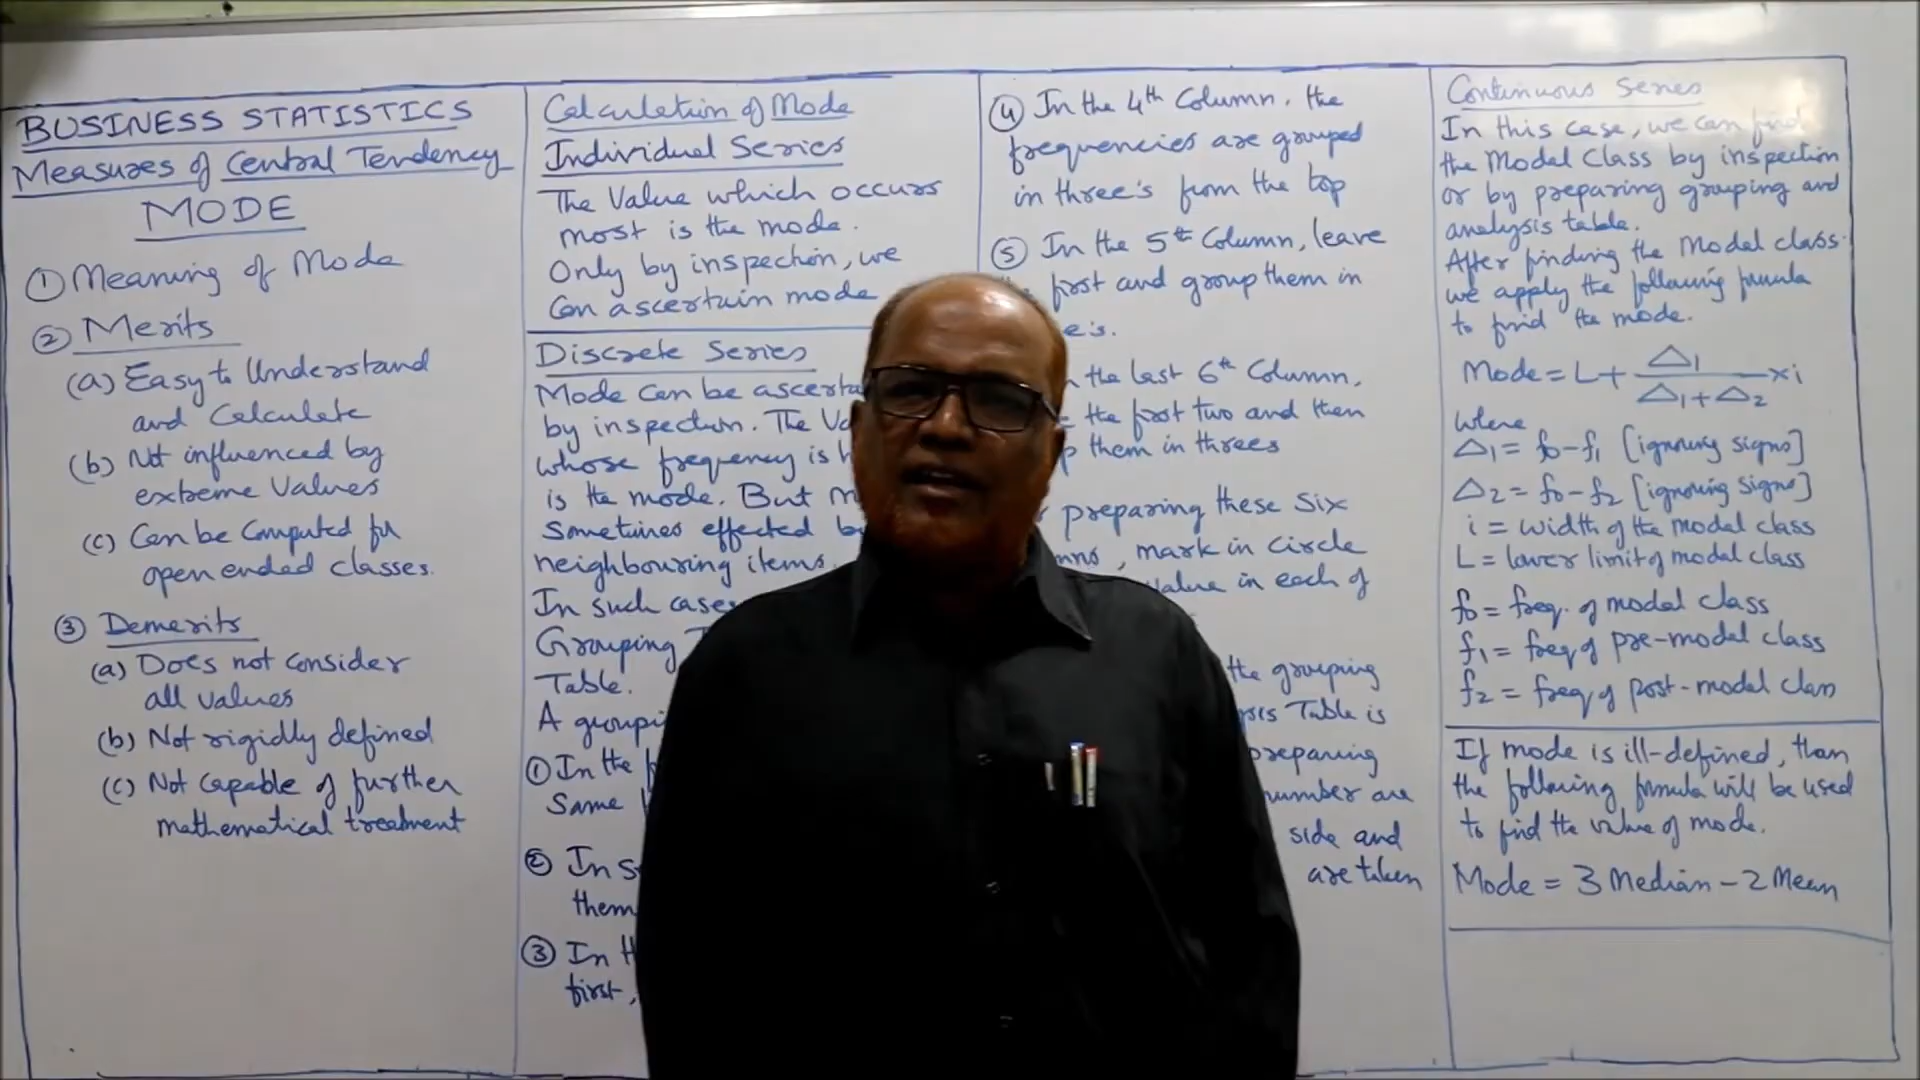 BUSINESS STATISTICS
Measures of Central Tendency
MODE
① Meaning of Mode
② Merits
(a) Easy to Understand
and Calculate
(b) Not influenced by
extreme Values
(c) Can be Computed for
open ended classes.
③ Demerits
(a) Does not Consider
all values
(b) Not rigidly defined
(c) Not Capable of further
mathematical treatment
Calculation of Mode
Individual Series
The Value which occurs
most is the mode.
Only by inspection, we
Can ascertain mode
Discrete Series
Mode Can be
by inspection. The
whose frequency is
is the mode. But
Sometimes effected
neighbouring items.
In such cases
Grouping
Table.
A
① In the
Same
② In
them
③ In
first,
④ In the 4th Column, the
frequencies are grouped
in three's from the top
⑤ In the 5th Column, leave
first and group them in
the last 6th Column,
the first two and then
them in threes
preparing these Six
, mark in Circle
Value in each of
the grouping
Table is
preparing
number are
side and
are taken
Continuous Series
In this case, we can find
the Modal Class by inspection
or by preparing grouping and
analysis table.
After finding the Modal class
we apply the following formula
to find the mode.
Mode = L + Δ1 / Δ1 + Δ2 × i
Where
Δ1 = f0 – f1 [ignoring signs]
Δ2 = f0 – f2 [ignoring signs]
i = width of the modal class
L = lower limit of modal class
f0 = freq. of modal class
f1 = freq of pre-modal class
f2 = freq of post-modal class
If mode is ill-defined, than
the following formula will be used
to find the value of mode.
Mode = 3 Median – 2 Mean